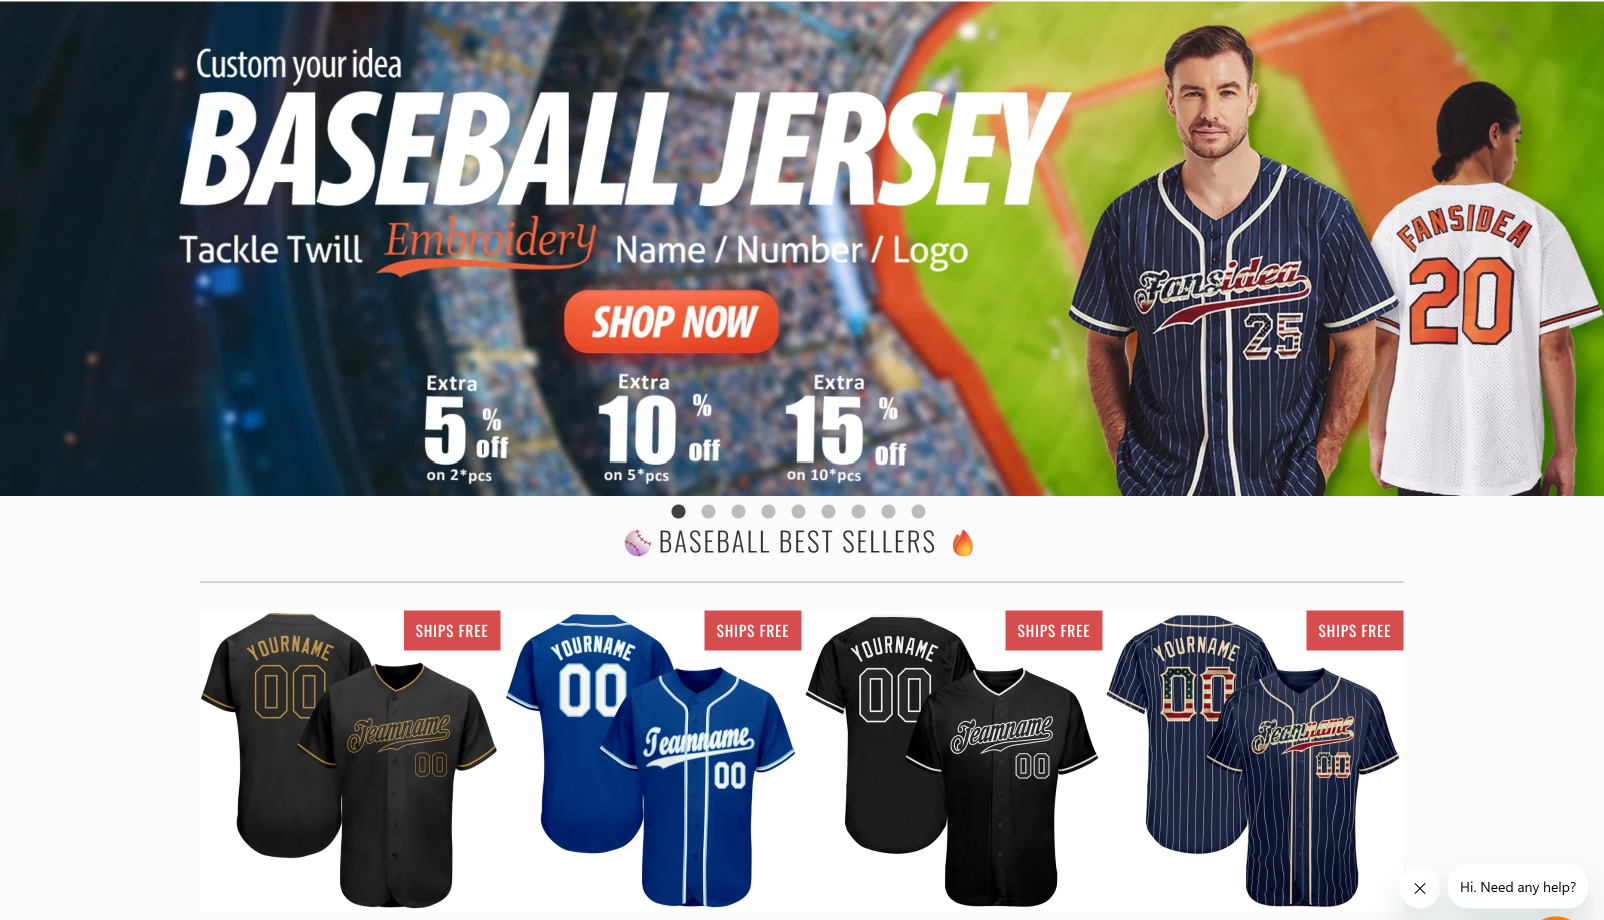 Custom your idea
BASEBALL JERSEY
Tackle Twill Embroidery Name / Number / Logo
SHOP NOW
Extra
5 % off
on 2*pcs
Extra
10 % off
on 5*pcs
Extra
15 % off
on 10*pcs
Fansidea
25
FANSIDEA
20
BASEBALL BEST SELLERS
SHIPS FREE
YOURNAME
00
Teamname
00
SHIPS FREE
YOURNAME
00
Teamname
00
SHIPS FREE
YOURNAME
00
Teamname
00
SHIPS FREE
YOURNAME
00
Teamname
00
Hi. Need any help?